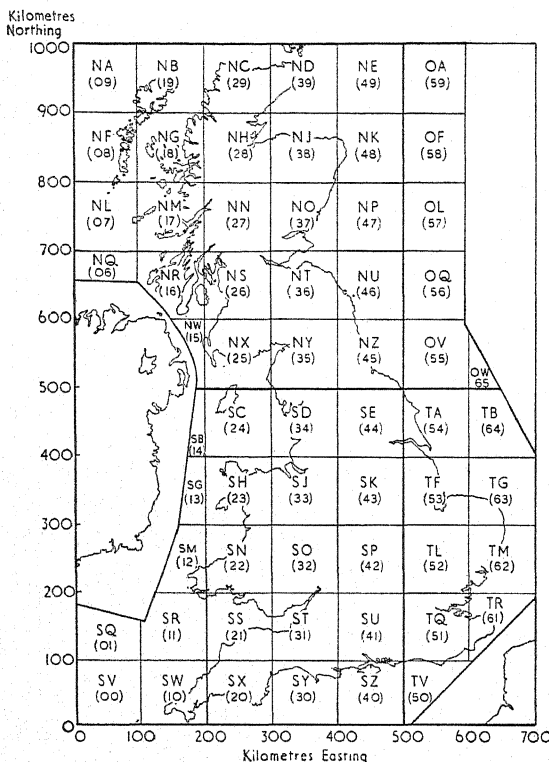 Kilometres
Northing
1000
NA NB NC ND NE OA
(09) (19) (29) (39) (49) (59)
900
NF NG NH NJ NK OF
(08) (18) (28) (38) (48) (58)
800
NL NM NN NO NP OL
(07) (17) (27) (37) (47) (57)
700
NQ NR NS NT NU OQ
(06) (16) (26) (36) (46) (56)
600
NW NX NY NZ OV OW
(15) (25) (35) (45) (55) 65
500
SB SC SD SE TA TB
(14) (24) (34) (44) (54) (64)
400
SG SH SJ SK TF TG
(13) (23) (33) (43) (53) (63)
300
SM SN SO SP TL TM
(12) (22) (32) (42) (52) (62)
200
SQ SR SS ST SU TQ TR
(01) (11) (21) (31) (41) (51) (61)
100
SV SW SX SY SZ TV
(00) (10) (20) (30) (40) (50)
0
0 100 200 300 400 500 600 700
Kilometres Easting